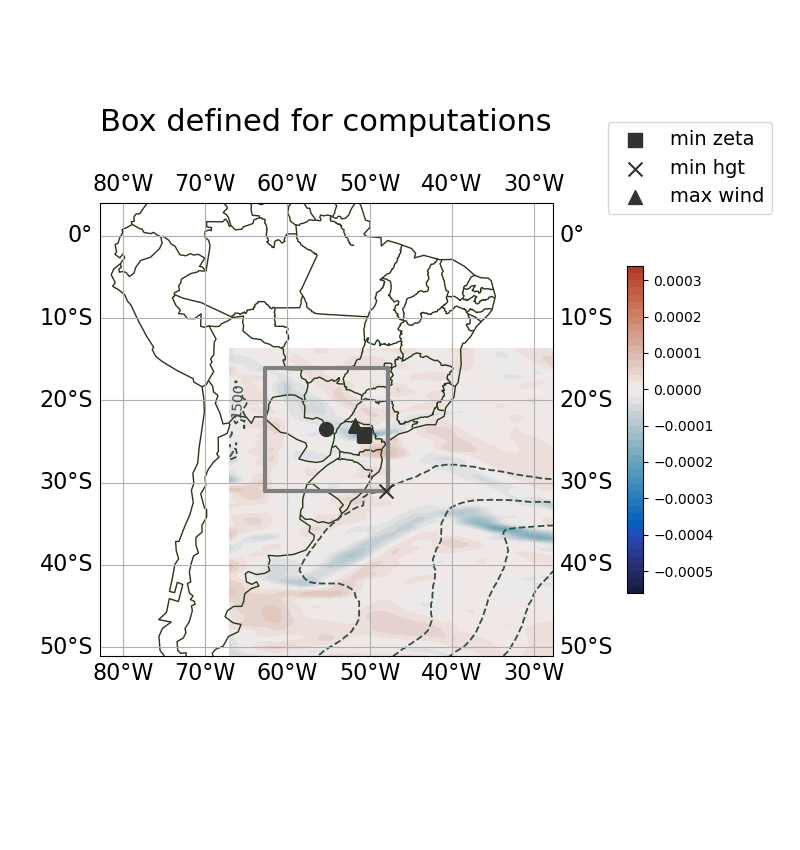 Box defined for computations
min zeta
min hgt
max wind
80°W 70°W 60°W 50°W 40°W 30°W
0° 0°
10°S 10°S
20°S 20°S
30°S 30°S
40°S 40°S
50°S 50°S
80°W 70°W 60°W 50°W 40°W 30°W
1500
0.0003
0.0002
0.0001
0.0000
−0.0001
−0.0002
−0.0003
−0.0004
−0.0005